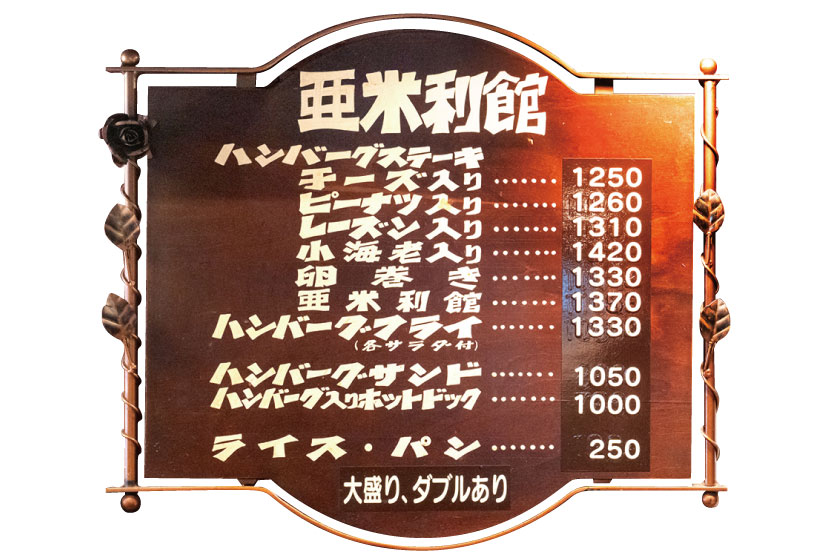 亜米利館
ハンバーグステーキ
チーズ入り……… 1250
ピーナツ入り……… 1260
レーズン入り……… 1310
小海老入り……… 1420
卵巻き……… 1330
亜米利館……… 1370
ハンバーグ・フライ……… 1330
(各サラダ付)
ハンバーグ・サンド……… 1050
ハンバーグ入りホットドック……… 1000
ライス・パン……… 250
大盛り、ダブルあり